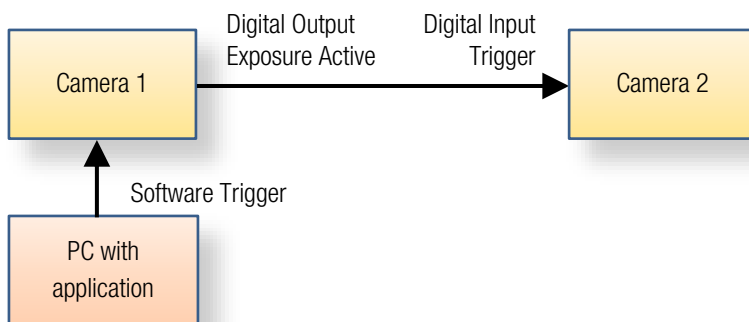 Digital Output
Exposure Active
Digital Input
Trigger
Camera 1
Camera 2
Software Trigger
PC with
application